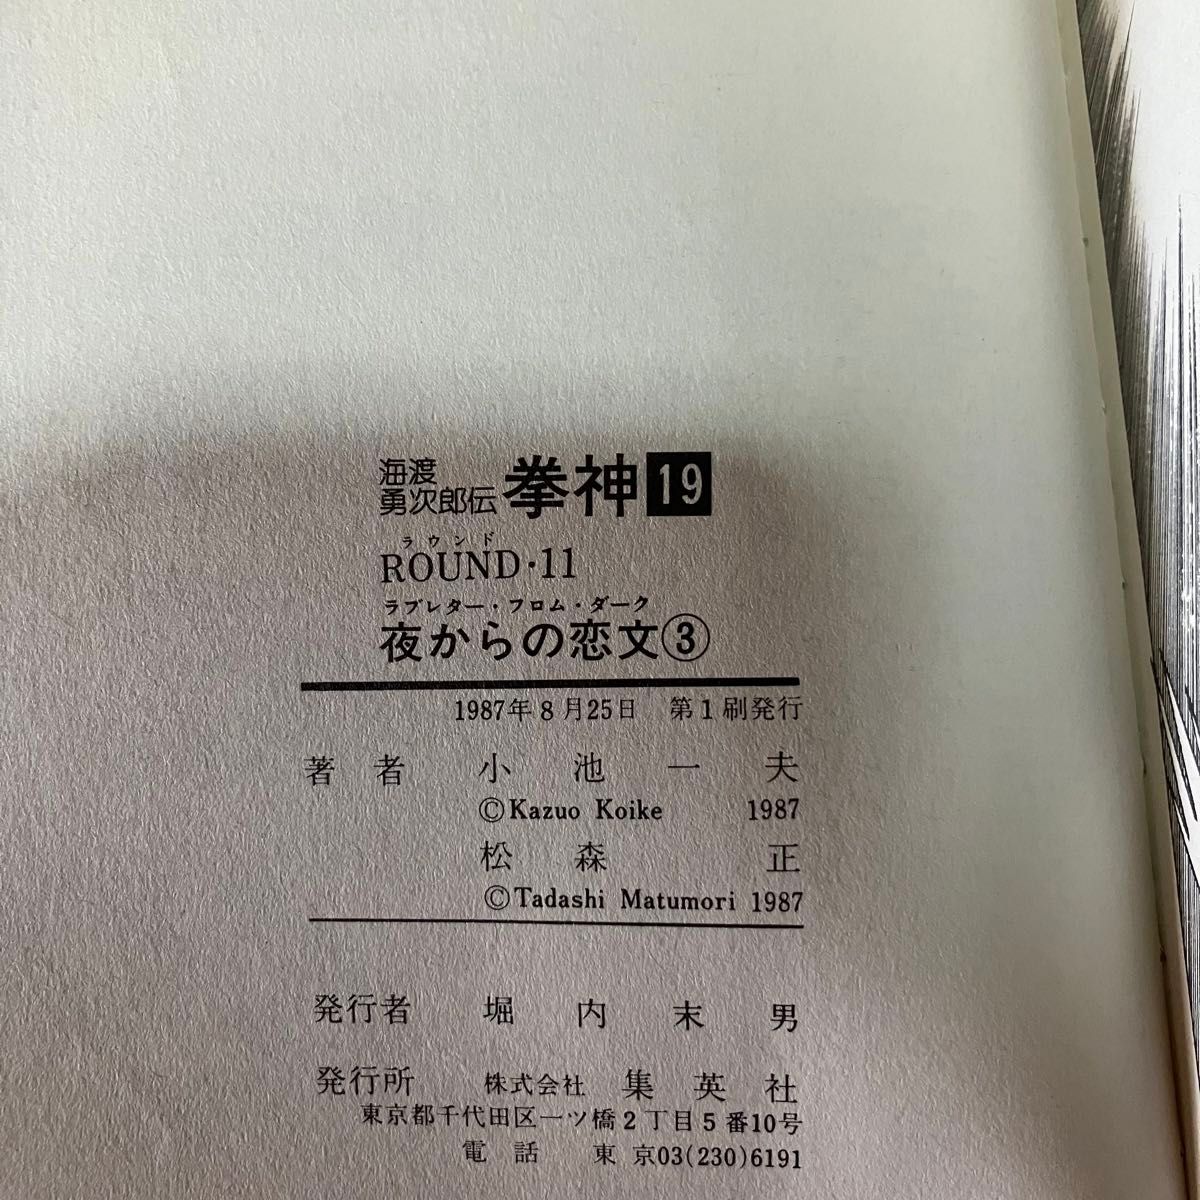 海渡
勇次郎伝 拳神 19
ラウンド
ROUND・11
ラブレター・フロム・ダーク
夜からの恋文③
1987年8月25日 第1刷発行
著者 小池一夫
©Kazuo Koike 1987
松森正
©Tadashi Matumori 1987
発行者 堀内末男
発行所 株式会社 集英社
東京都千代田区一ツ橋2丁目5番10号
電話 東京03(230)6191